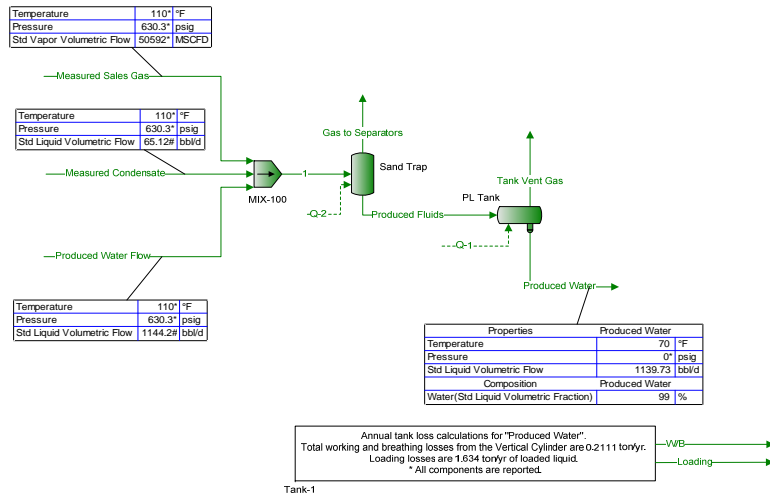 Temperature 110* °F
Pressure 630.3* psig
Std Vapor Volumetric Flow 50592* MSCFD
Measured Sales Gas
Temperature 110* °F
Pressure 630.3* psig
Std Liquid Volumetric Flow 65.12# bbl/d
Gas to Separators
Measured Condensate
1
Sand Trap
MIX-100
Tank Vent Gas
PL Tank
Q-2
Produced Fluids
Q-1
Produced Water Flow
Produced Water
Temperature 110* °F
Pressure 630.3* psig
Std Liquid Volumetric Flow 1144.2# bbl/d
Properties Produced Water
Temperature 70 °F
Pressure 0* psig
Std Liquid Volumetric Flow 1139.73 bbl/d
Composition Produced Water
Water(Std Liquid Volumetric Fraction) 99 %
Annual tank loss calculations for "Produced Water".
Total working and breathing losses from the Vertical Cylinder are 0.2111 ton/yr.
Loading losses are 1.634 ton/yr of loaded liquid.
* All components are reported.
W/B
Loading
Tank-1